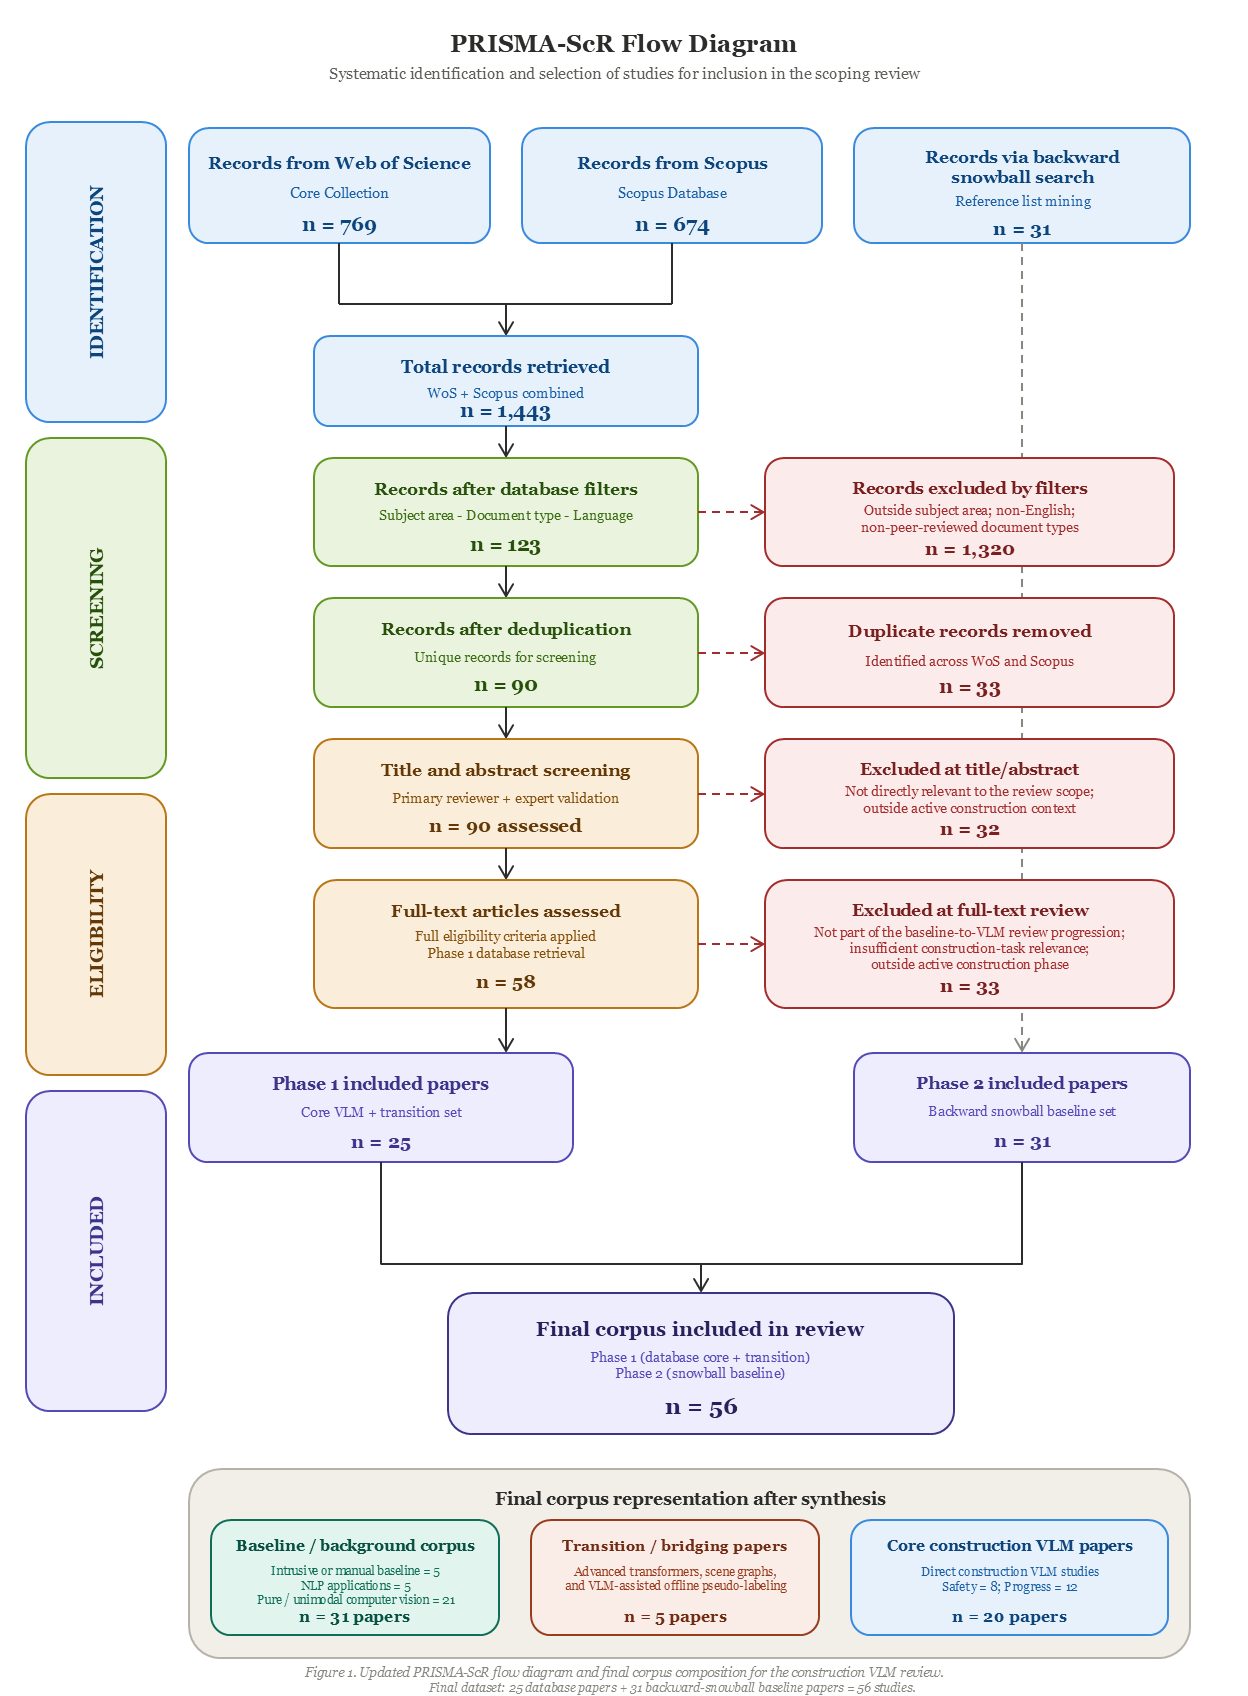 PRISMA-ScR Flow Diagram
Systematic identification and selection of studies for inclusion in the scoping review
IDENTIFICATION
Records from Web of Science
Core Collection
n = 769
Records from Scopus
Scopus Database
n = 674
Records via backward
snowball search
Reference list mining
n = 31
Total records retrieved
WoS + Scopus combined
n = 1,443
SCREENING
Records after database filters
Subject area - Document type - Language
n = 123
Records excluded by filters
Outside subject area; non-English;
non-peer-reviewed document types
n = 1,320
Records after deduplication
Unique records for screening
n = 90
Duplicate records removed
Identified across WoS and Scopus
n = 33
ELIGIBILITY
Title and abstract screening
Primary reviewer + expert validation
n = 90 assessed
Excluded at title/abstract
Not directly relevant to the review scope;
outside active construction context
n = 32
Full-text articles assessed
Full eligibility criteria applied
Phase 1 database retrieval
n = 58
Excluded at full-text review
Not part of the baseline-to-VLM review progression;
insufficient construction-task relevance;
outside active construction phase
n = 33
INCLUDED
Phase 1 included papers
Core VLM + transition set
n = 25
Phase 2 included papers
Backward snowball baseline set
n = 31
Final corpus included in review
Phase 1 (database core + transition)
Phase 2 (snowball baseline)
n = 56
Final corpus representation after synthesis
Baseline / background corpus
Intrusive or manual baseline = 5
NLP applications = 5
Pure / unimodal computer vision = 21
n = 31 papers
Transition / bridging papers
Advanced transformers, scene graphs,
and VLM-assisted offline pseudo-labeling
n = 5 papers
Core construction VLM papers
Direct construction VLM studies
Safety = 8; Progress = 12
n = 20 papers
Figure 1. Updated PRISMA-ScR flow diagram and final corpus composition for the construction VLM review.
Final dataset: 25 database papers + 31 backward-snowball baseline papers = 56 studies.